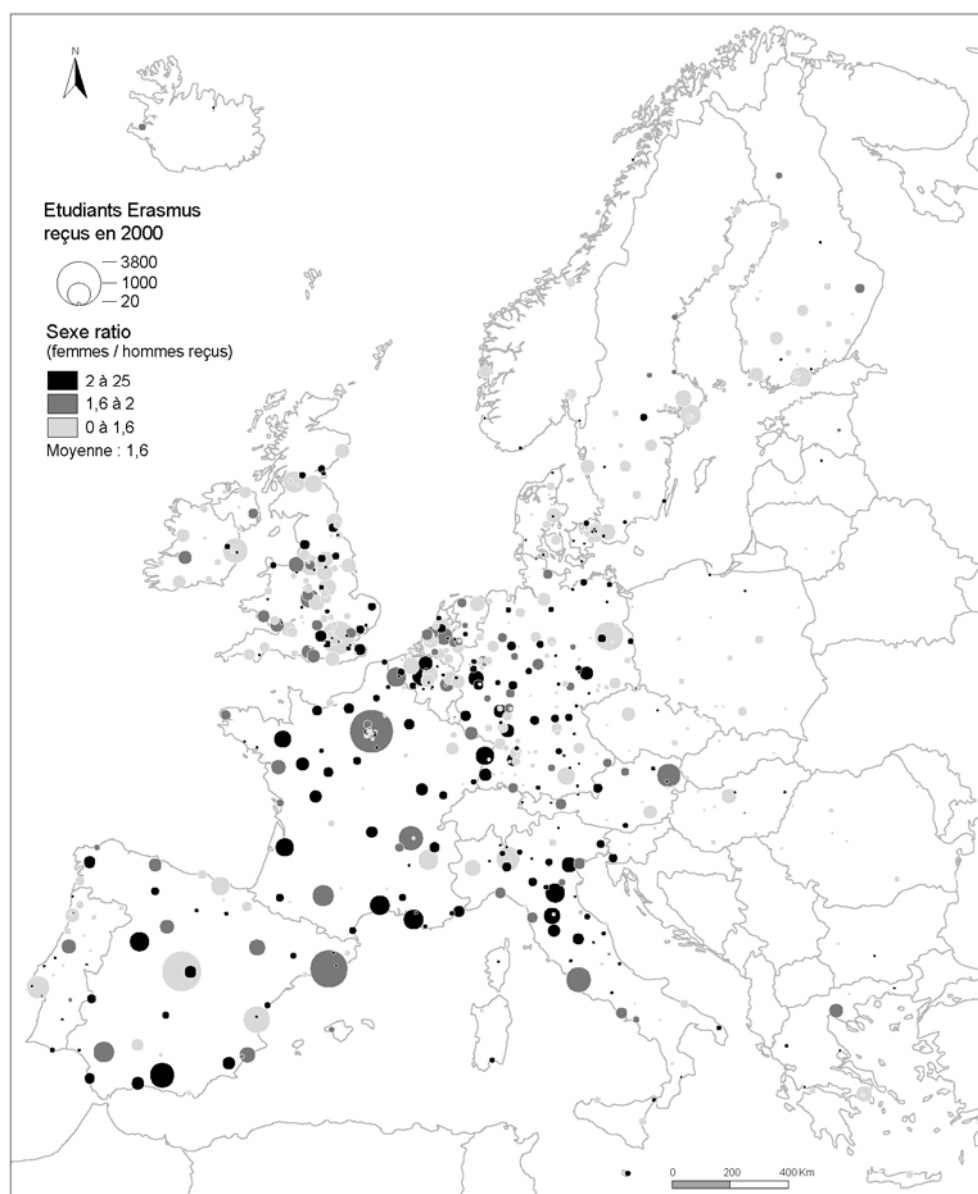 N
Etudiants Erasmus
reçus en 2000
3800
1000
20
Sexe ratio
(femmes / hommes reçus)
2 à 25
1,6 à 2
0 à 1,6
Moyenne : 1,6
0 200 400 Km